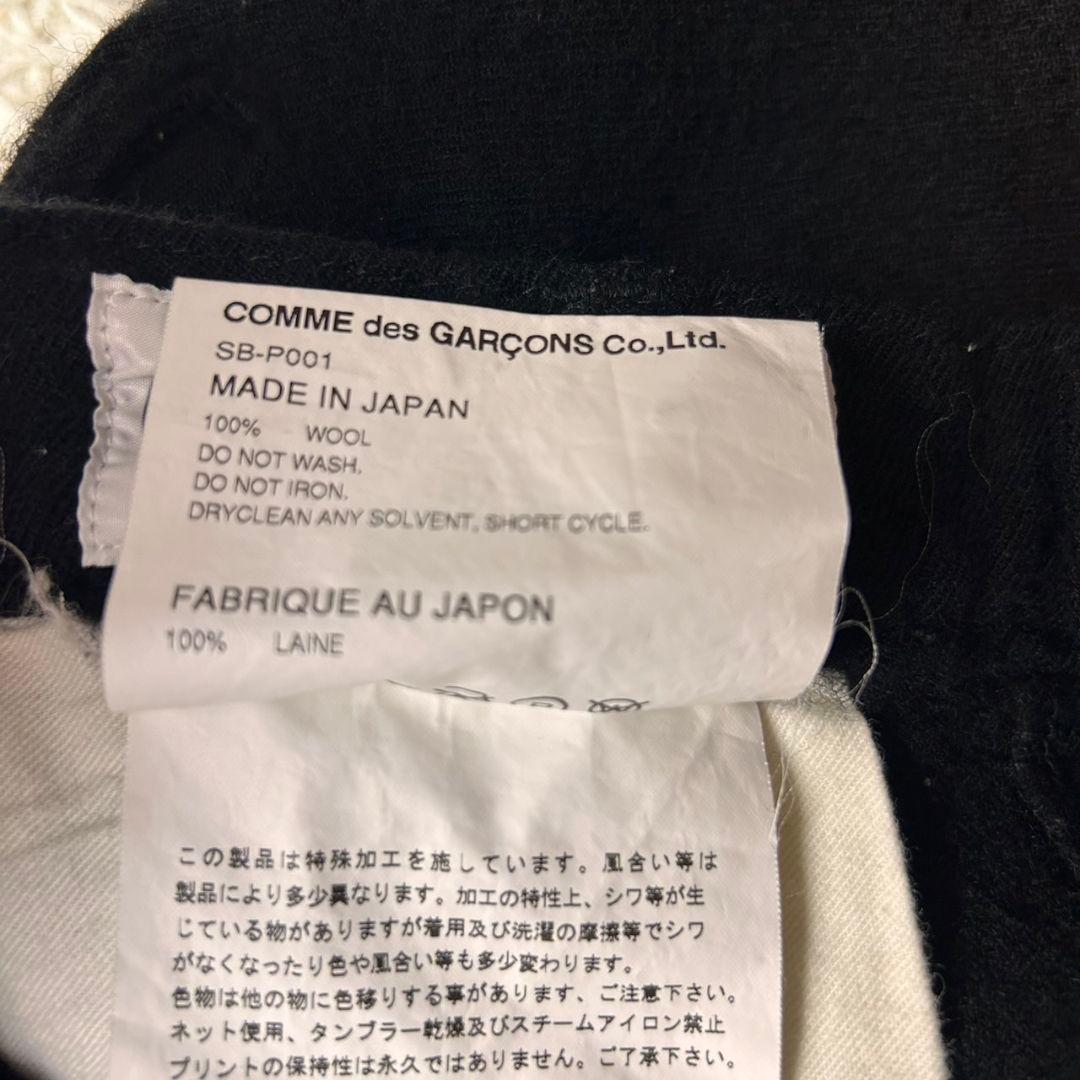 COMME des GARÇONS Co.,Ltd.
SB-P001
MADE IN JAPAN
100% WOOL
DO NOT WASH.
DO NOT IRON.
DRYCLEAN ANY SOLVENT, SHORT CYCLE.
FABRIQUE AU JAPON
100% LAINE
この製品は特殊加工を施しています。風合い等は
製品により多少異なります。加工の特性上、シワ等が生
じている物がありますが着用及び洗濯の摩擦等でシワ
がなくなったり色や風合い等も多少変わります。
色物は他の物に色移りする事があります、ご注意下さい。
ネット使用、タンブラー乾燥及びスチームアイロン禁止
プリントの保持性は永久ではありません。ご了承下さい。